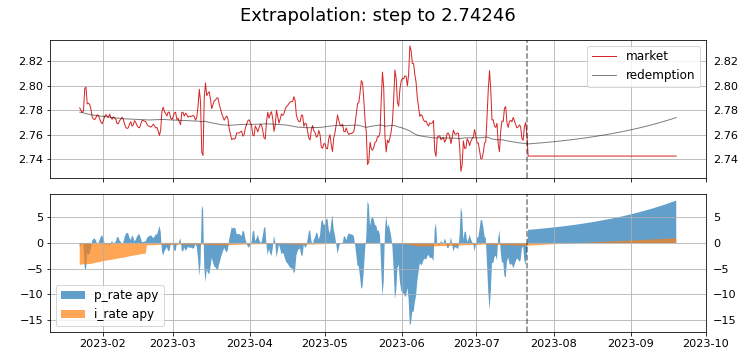 Extrapolation: step to 2.74246
2.82 2.82
2.80 2.80
2.78 2.78
2.76 2.76
2.74 2.74
market
redemption
5 5
0 0
−5 −5
−10 −10
−15 −15
p_rate apy
i_rate apy
2023-02 2023-03 2023-04 2023-05 2023-06 2023-07 2023-08 2023-09 2023-10